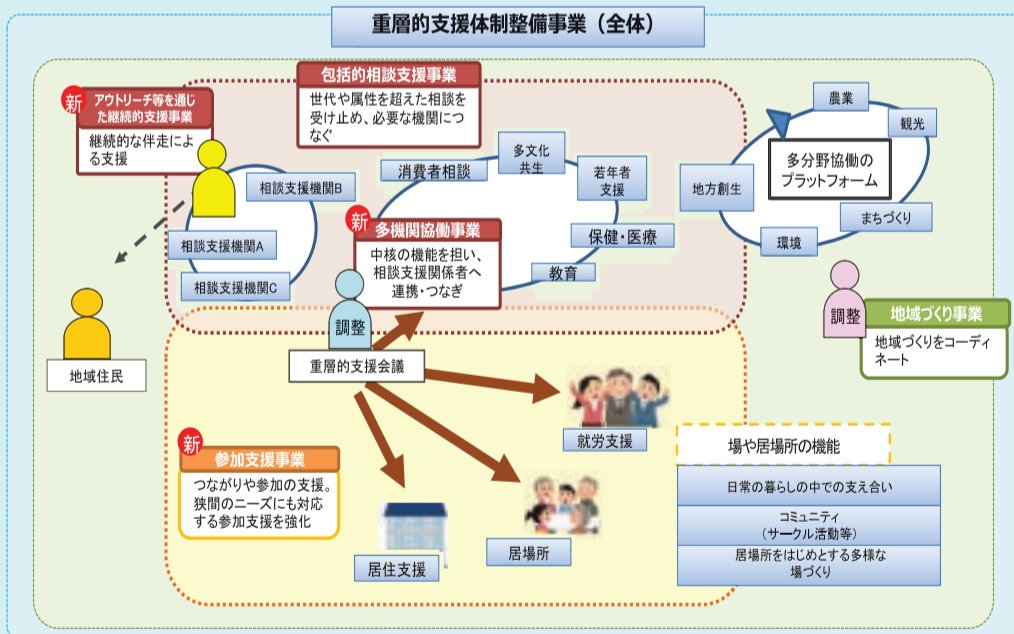 重層的支援体制整備事業（全体）
新
アウトリーチ等を通じ
た継続的支援事業
継続的な伴走によ
る支援
包括的相談支援事業
世代や属性を超えた相談を
受け止め、必要な機関につ
なぐ
相談支援機関B
相談支援機関A
相談支援機関C
消費者相談
多文化
共生
若年者
支援
保健・医療
教育
新
多機関協働事業
中核の機能を担い、
相談支援関係者へ
連携・つなぎ
調整
重層的支援会議
農業
観光
多分野協働の
プラットフォーム
地方創生
まちづくり
環境
調整
地域づくり事業
地域づくりをコーディ
ネート
地域住民
新
参加支援事業
つながりや参加の支援。
狭間のニーズにも対応
する参加支援を強化
就労支援
居場所
居住支援
場や居場所の機能
日常の暮らしの中での支え合い
コミュニティ
（サークル活動等）
居場所をはじめとする多様な
場づくり